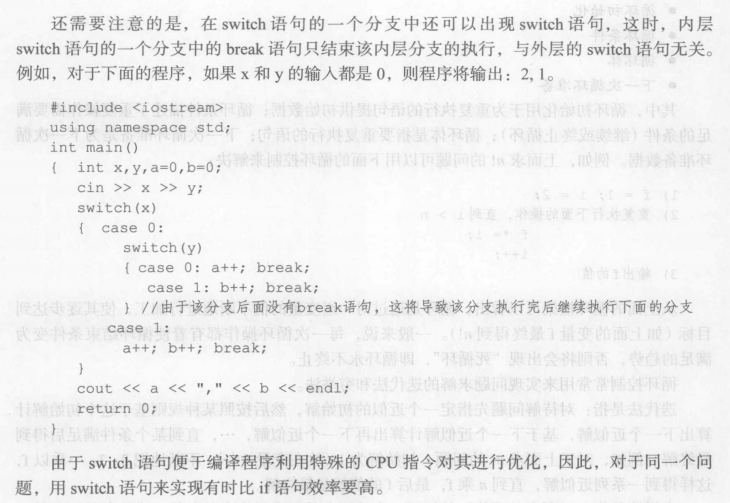 还需要注意的是，在 switch 语句的一个分支中还可以出现 switch 语句，这时，内层
switch 语句的一个分支中的 break 语句只结束该内层分支的执行，与外层的 switch 语句无关。
例如，对于下面的程序，如果 x 和 y 的输入都是 0，则程序将输出：2, 1。
#include <iostream>
using namespace std;
int main()
{ int x,y,a=0,b=0;
cin >> x >> y;
switch(x)
{ case 0:
switch(y)
{ case 0: a++; break;
case 1: b++; break;
} //由于该分支后面没有break语句，这将导致该分支执行完后继续执行下面的分支
case 1:
a++; b++; break;
}
cout << a << "," << b << endl;
return 0;
}
由于 switch 语句便于编译程序利用特殊的 CPU 指令对其进行优化，因此，对于同一个问
题，用 switch 语句来实现有时比 if 语句效率要高。